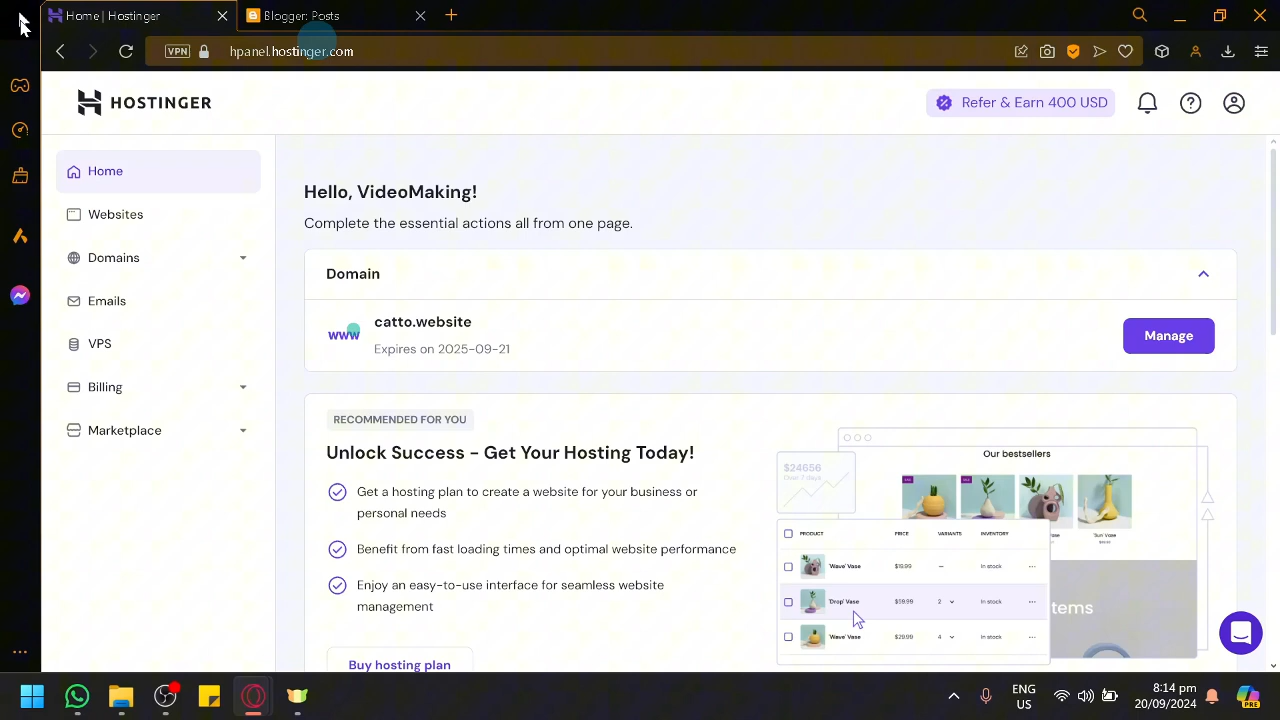 Home | Hostinger
Blogger: Posts
VPN
hpanel.hostinger.com
HOSTINGER
Refer & Earn 400 USD
Home
Websites
Domains
Emails
VPS
Billing
Marketplace
Hello, VideoMaking!
Complete the essential actions all from one page.
Domain
www
catto.website
Expires on 2025-09-21
Manage
RECOMMENDED FOR YOU
Unlock Success - Get Your Hosting Today!
Get a hosting plan to create a website for your business or
personal needs
Benefit from fast loading times and optimal website performance
Enjoy an easy-to-use interface for seamless website
management
Buy hosting plan
Our bestsellers
$24656
Over 7 days
'Sun' Vase
PRODUCT PRICE VARIANTS INVENTORY
'Wave' Vase $19.99 – In stock
'Drop' Vase $59.99 2 In stock
'Wave' Vase $29.99 4 In stock
tems
ENG
US
8:14 pm
20/09/2024
PRE